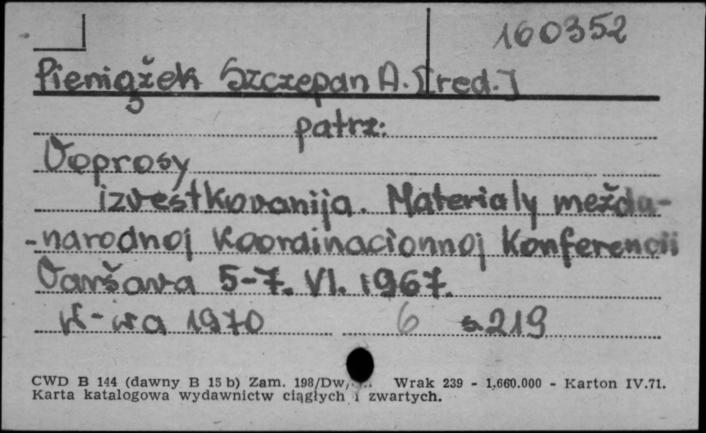 160352
Pieniążek Szczepan A. [red.]
patrz:
Voprosy
izvestkovanija. Materialy meždu-
-narodnoj Koordinacionnoj Konferencii
Varšava 5-7. VI. 1967.
W-wa 1970 6 s 219
CWD B 144 (dawny B 15 b) Zam. 198/Dw/ Wrak 239 - 1.660.000 - Karton IV.71.
Karta katalogowa wydawnictw ciągłych i zwartych.